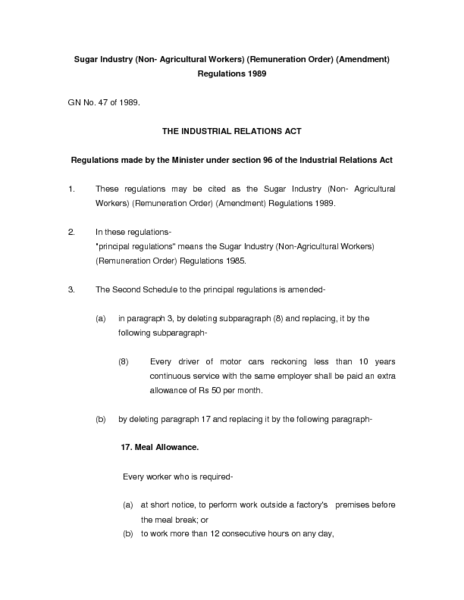 Sugar Industry (Non- Agricultural Workers) (Remuneration Order) (Amendment)
Regulations 1989
GN No. 47 of 1989.
THE INDUSTRIAL RELATIONS ACT
Regulations made by the Minister under section 96 of the Industrial Relations Act
1. These regulations may be cited as the Sugar Industry (Non- Agricultural
Workers) (Remuneration Order) (Amendment) Regulations 1989.
2. In these regulations-
"principal regulations" means the Sugar Industry (Non-Agricultural Workers)
(Remuneration Order) Regulations 1985.
3. The Second Schedule to the principal regulations is amended-
(a) in paragraph 3, by deleting subparagraph (8) and replacing, it by the
following subparagraph-
(8) Every driver of motor cars reckoning less than 10 years
continuous service with the same employer shall be paid an extra
allowance of Rs 50 per month.
(b) by deleting paragraph 17 and replacing it by the following paragraph-
17. Meal Allowance.
Every worker who is required-
(a) at short notice, to perform work outside a factory's premises before
the meal break; or
(b) to work more than 12 consecutive hours on any day,